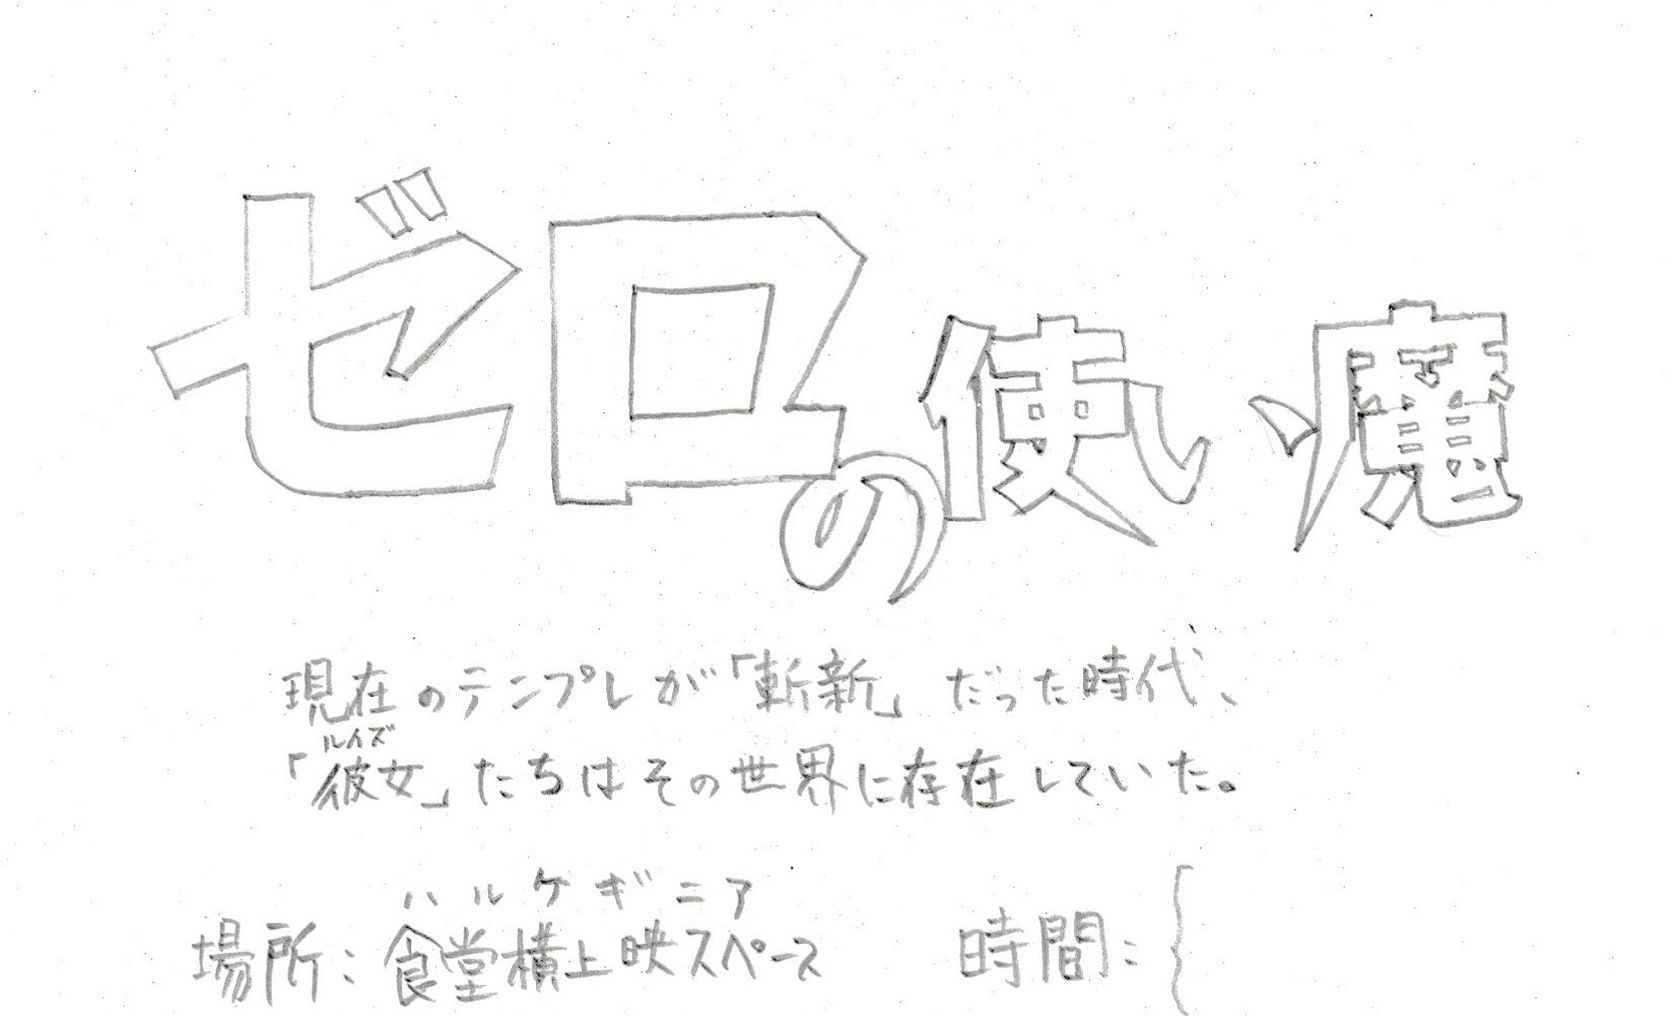 ゼロの使い魔
現在のテンプレが「斬新」だった時代、
ルイズ
「彼女」たちはその世界に存在していた。
ハルケギニア
場所:食堂横上映スペース 時間:{